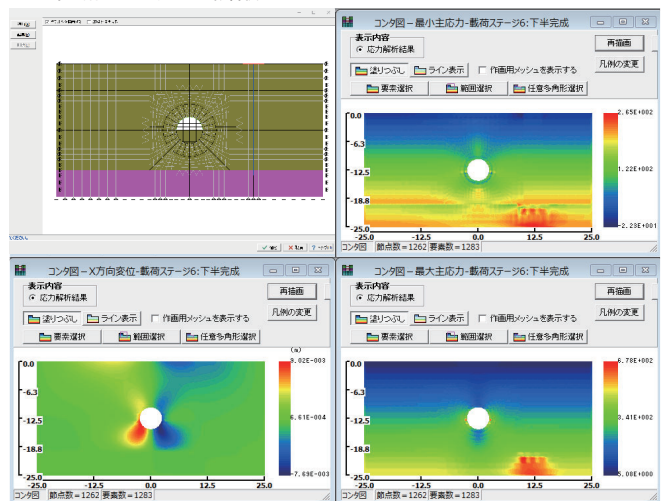 コンタ図－最小主応力-載荷ステージ6:下半完成
表示内容
応力解析結果
再描画
塗りつぶし
ライン表示
作画用メッシュを表示する
凡例の変更
要素選択
範囲選択
任意多角形選択
0.0
-6.3
-12.5
-18.8
-25.0
-25.0
-12.5
0.0
12.5
25.0
2.65E+002
1.22E+002
-2.23E+001
コンタ図
節点数=1262
要素数=1283
コンタ図－X方向変位-載荷ステージ6:下半完成
表示内容
応力解析結果
再描画
塗りつぶし
ライン表示
作画用メッシュを表示する
凡例の変更
要素選択
範囲選択
任意多角形選択
(m)
0.0
-6.3
-12.5
-18.8
-25.0
-25.0
-12.5
0.0
12.5
25.0
9.02E-003
6.61E-004
-7.69E-003
コンタ図
節点数=1262
要素数=1283
コンタ図－最大主応力-載荷ステージ6:下半完成
表示内容
応力解析結果
再描画
塗りつぶし
ライン表示
作画用メッシュを表示する
凡例の変更
要素選択
範囲選択
任意多角形選択
0.0
-6.3
-12.5
-18.8
-25.0
-25.0
-12.5
0.0
12.5
25.0
6.78E+002
3.41E+002
5.00E+000
コンタ図
節点数=1262
要素数=1283